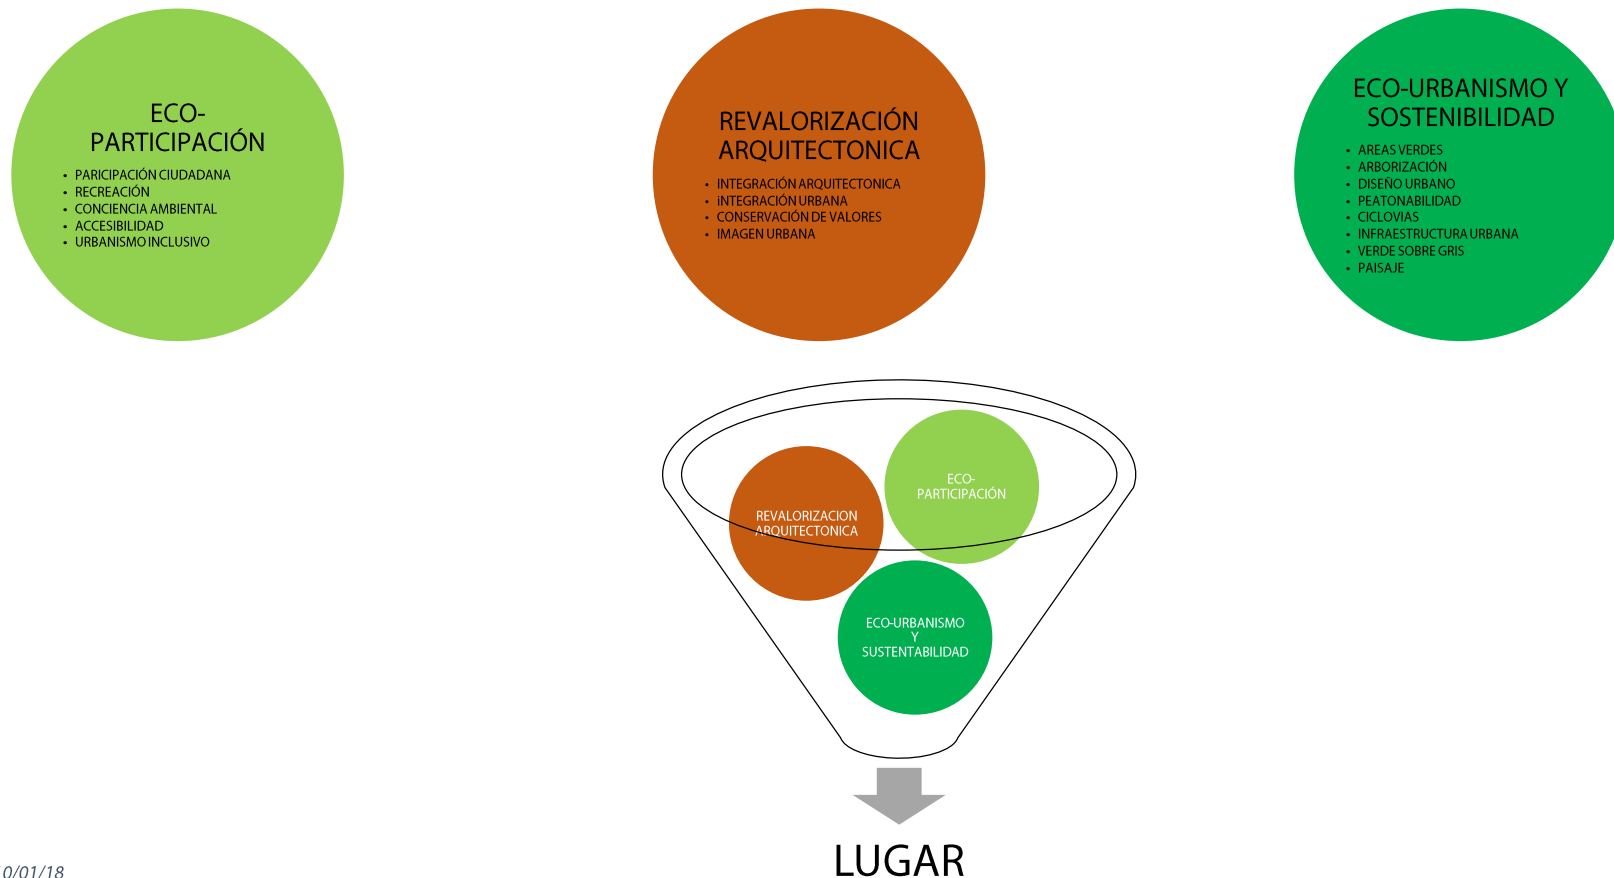 ECO-
PARTICIPACIÓN
• PARICIPACIÓN CIUDADANA
• RECREACIÓN
• CONCIENCIA AMBIENTAL
• ACCESIBILIDAD
• URBANISMO INCLUSIVO
REVALORIZACIÓN
ARQUITECTONICA
• INTEGRACIÓN ARQUITECTONICA
• iNTEGRACIÓN URBANA
• CONSERVACIÓN DE VALORES
• IMAGEN URBANA
ECO-URBANISMO Y
SOSTENIBILIDAD
• AREAS VERDES
• ARBORIZACIÓN
• DISEÑO URBANO
• PEATONABILIDAD
• CICLOVIAS
• INFRAESTRUCTURA URBANA
• VERDE SOBRE GRIS
• PAISAJE
ECO-
PARTICIPACIÓN
REVALORIZACION
ARQUITECTONICA
ECO-URBANISMO
Y
SUSTENTABILIDAD
LUGAR
0/01/18